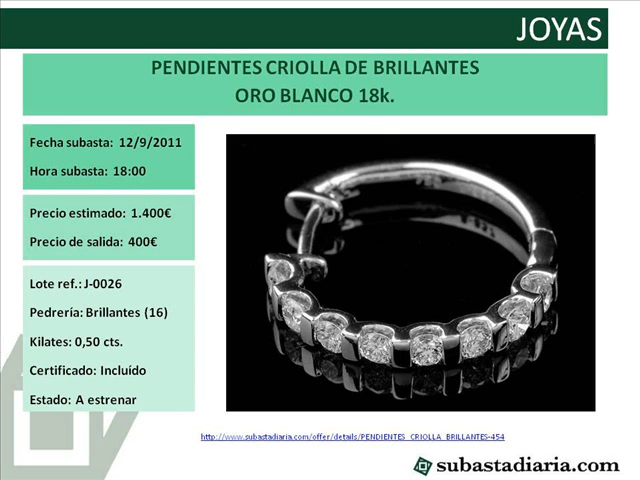 JOYAS
PENDIENTES CRIOLLA DE BRILLANTES
ORO BLANCO 18k.
Fecha subasta: 12/9/2011
Hora subasta: 18:00
Precio estimado: 1.400€
Precio de salida: 400€
Lote ref.: J-0026
Pedrería: Brillantes (16)
Kilates: 0,50 cts.
Certificado: Incluído
Estado: A estrenar
http://www.subastadiaria.com/offer/details/PENDIENTES_CRIOLLA_BRILLANTES-454
subastadiaria.com